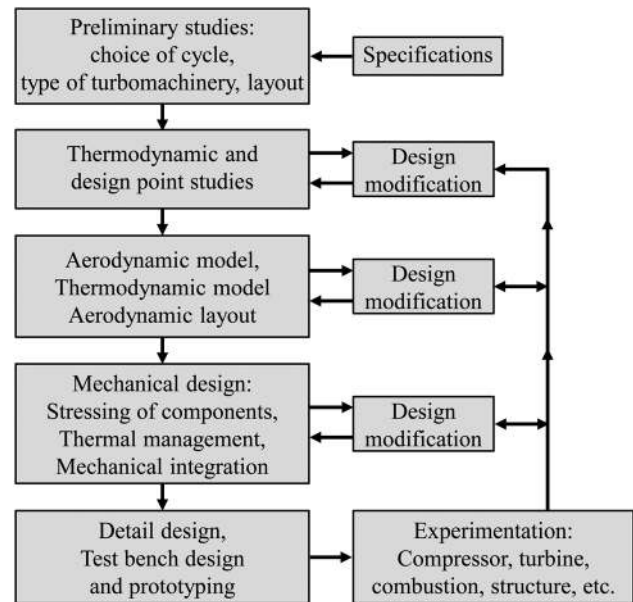 Preliminary studies:
choice of cycle,
type of turbomachinery, layout
Specifications
Thermodynamic and
design point studies
Design
modification
Aerodynamic model,
Thermodynamic model
Aerodynamic layout
Design
modification
Mechanical design:
Stressing of components,
Thermal management,
Mechanical integration
Design
modification
Detail design,
Test bench design
and prototyping
Experimentation:
Compressor, turbine,
combustion, structure, etc.